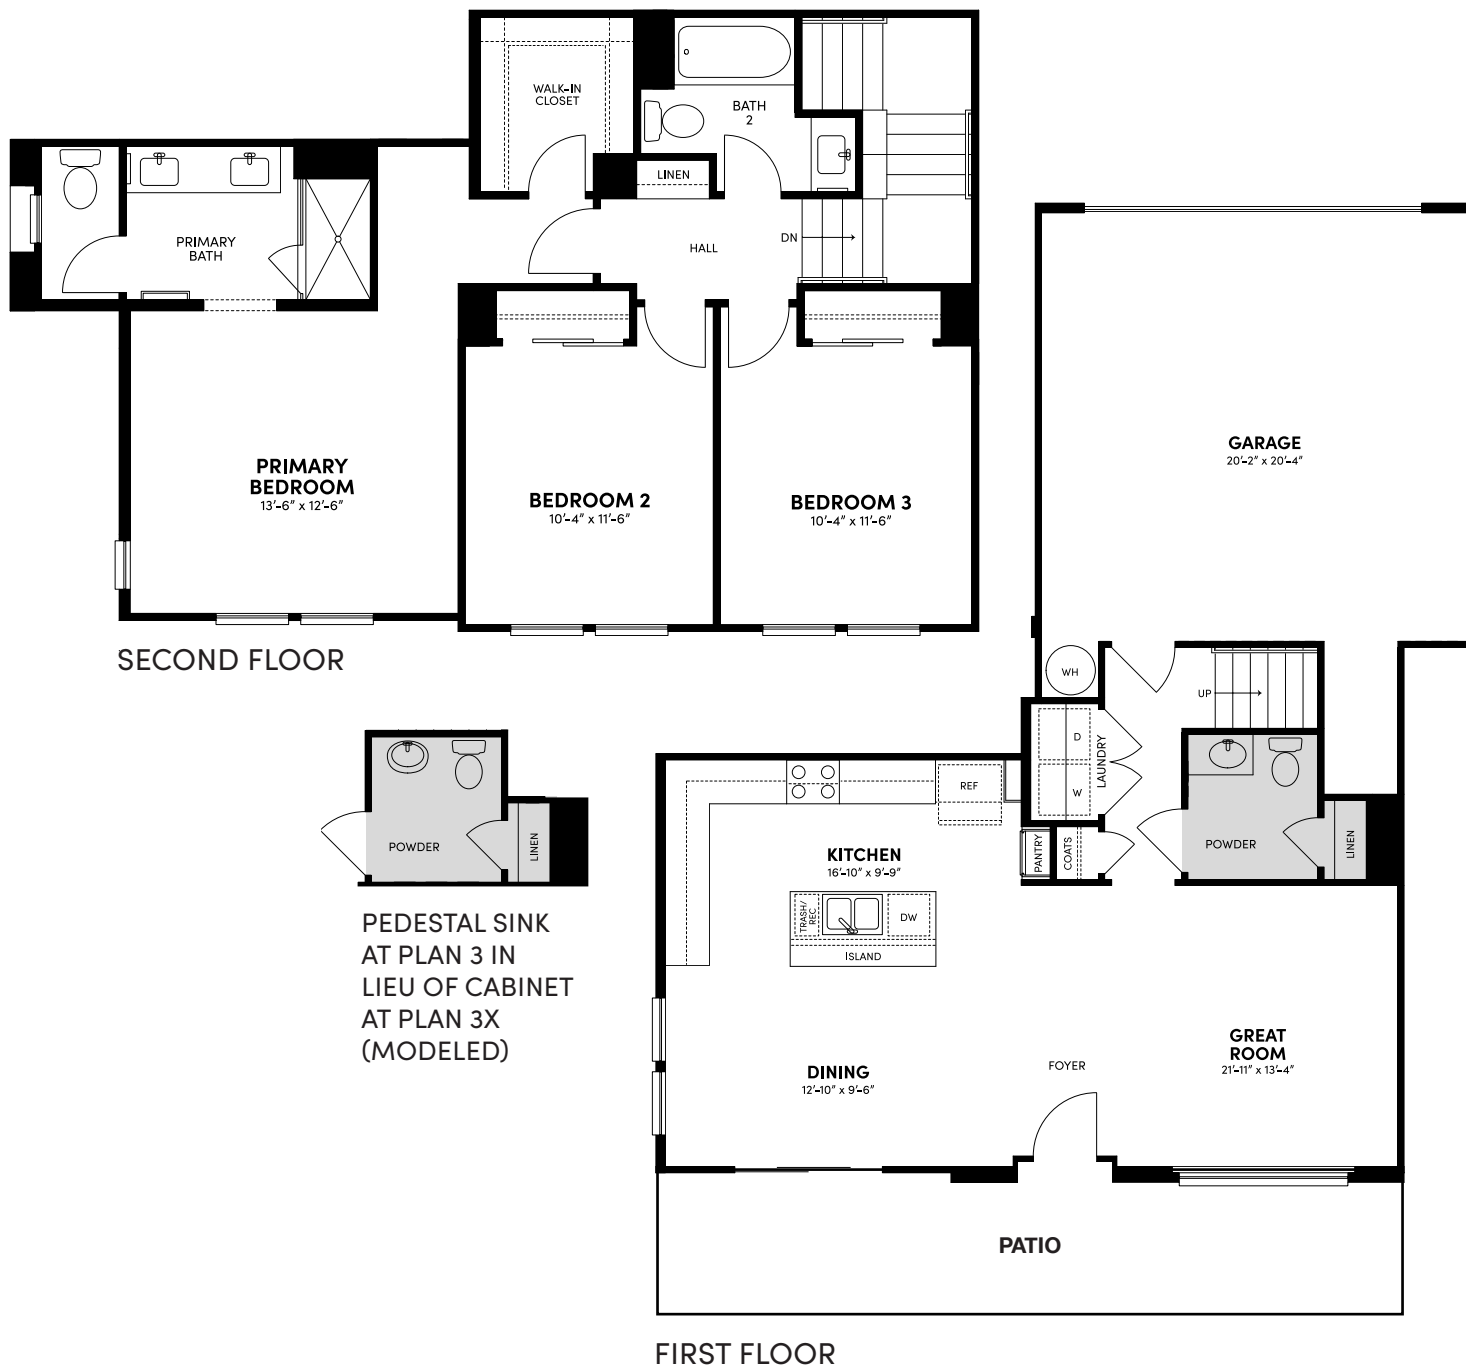 WALK-IN
CLOSET
BATH
2
LINEN
PRIMARY
BATH
HALL
DN
PRIMARY
BEDROOM
13'-6" x 12'-6"
BEDROOM 2
10'-4" x 11'-6"
BEDROOM 3
10'-4" x 11'-6"
SECOND FLOOR
GARAGE
20'-2" x 20'-4"
WH
UP
D
W
LAUNDRY
REF
PANTRY
COATS
POWDER
LINEN
KITCHEN
16'-10" x 9'-9"
TRASH/
REC
DW
ISLAND
DINING
12'-10" x 9'-6"
FOYER
GREAT
ROOM
21'-11" x 13'-4"
PATIO
FIRST FLOOR
POWDER
LINEN
PEDESTAL SINK
AT PLAN 3 IN
LIEU OF CABINET
AT PLAN 3X
(MODELED)